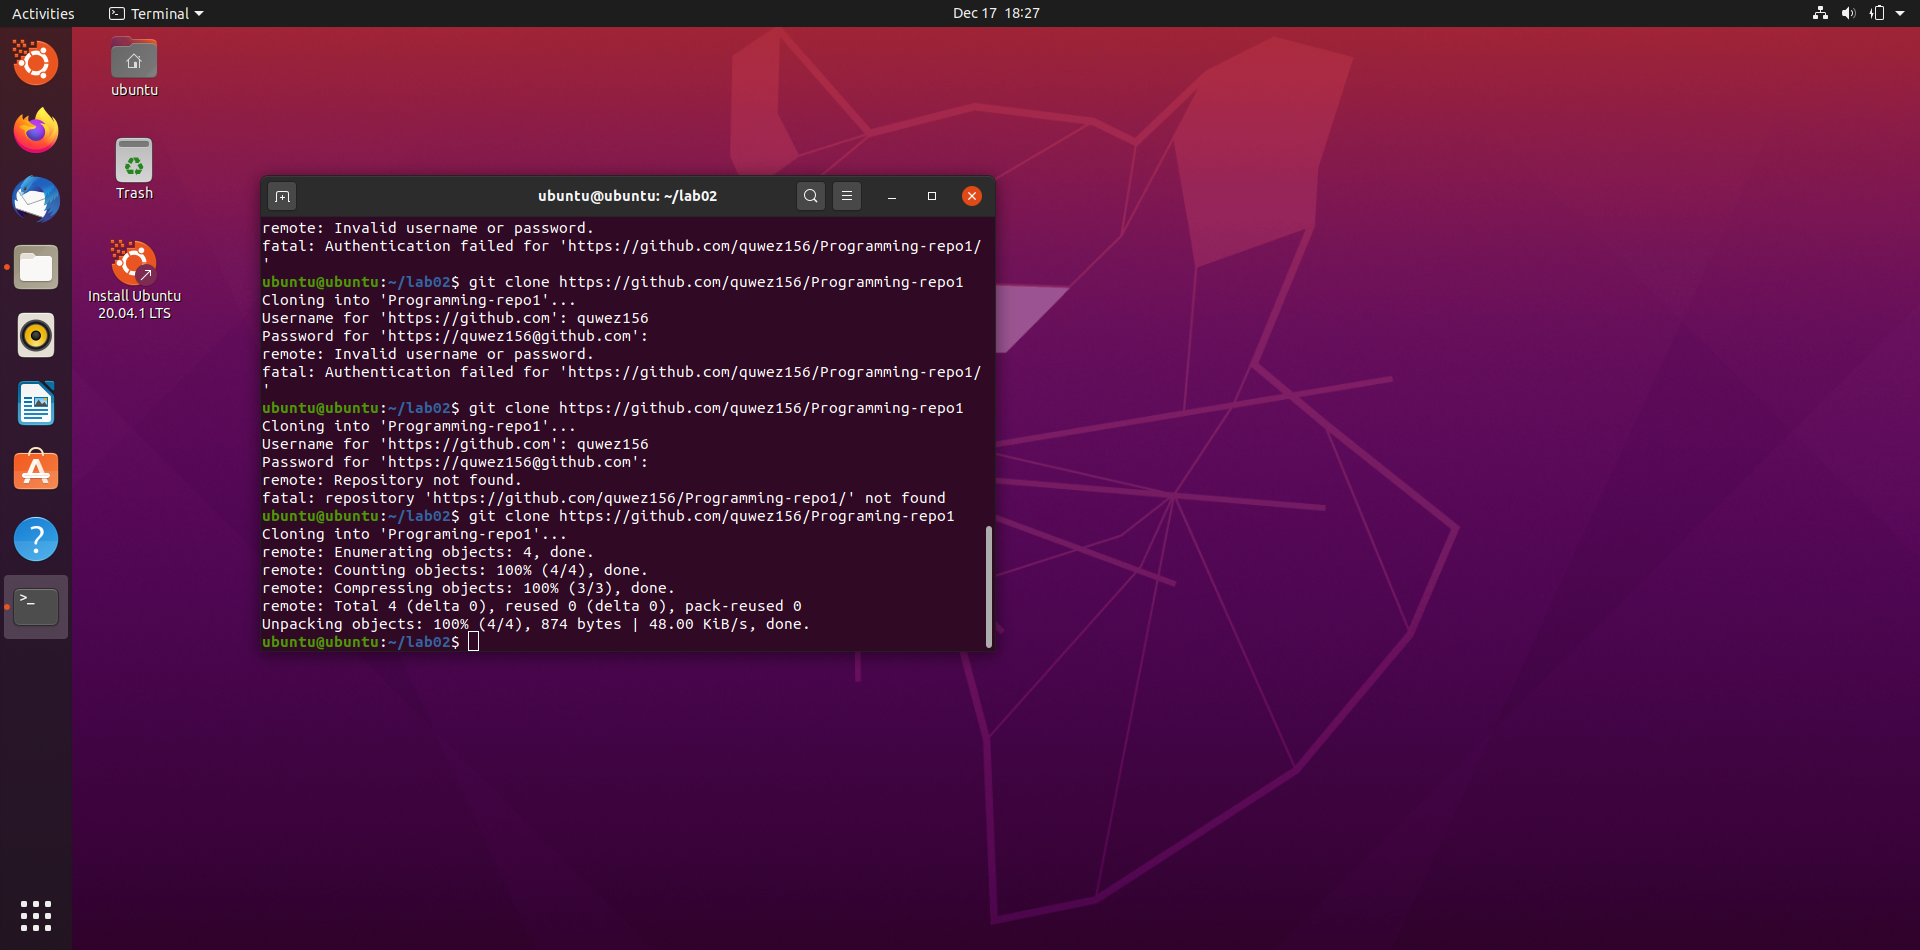 Activities
Terminal
Dec 17 18:27
ubuntu
Trash
Install Ubuntu
20.04.1 LTS
ubuntu@ubuntu: ~/lab02
remote: Invalid username or password.
fatal: Authentication failed for 'https://github.com/quwez156/Programming-repo1/
'
ubuntu@ubuntu:~/lab02$ git clone https://github.com/quwez156/Programming-repo1
Cloning into 'Programming-repo1'...
Username for 'https://github.com': quwez156
Password for 'https://quwez156@github.com':
remote: Invalid username or password.
fatal: Authentication failed for 'https://github.com/quwez156/Programming-repo1/
'
ubuntu@ubuntu:~/lab02$ git clone https://github.com/quwez156/Programming-repo1
Cloning into 'Programming-repo1'...
Username for 'https://github.com': quwez156
Password for 'https://quwez156@github.com':
remote: Repository not found.
fatal: repository 'https://github.com/quwez156/Programming-repo1/' not found
ubuntu@ubuntu:~/lab02$ git clone https://github.com/quwez156/Programing-repo1
Cloning into 'Programing-repo1'...
remote: Enumerating objects: 4, done.
remote: Counting objects: 100% (4/4), done.
remote: Compressing objects: 100% (3/3), done.
remote: Total 4 (delta 0), reused 0 (delta 0), pack-reused 0
Unpacking objects: 100% (4/4), 874 bytes | 48.00 KiB/s, done.
ubuntu@ubuntu:~/lab02$